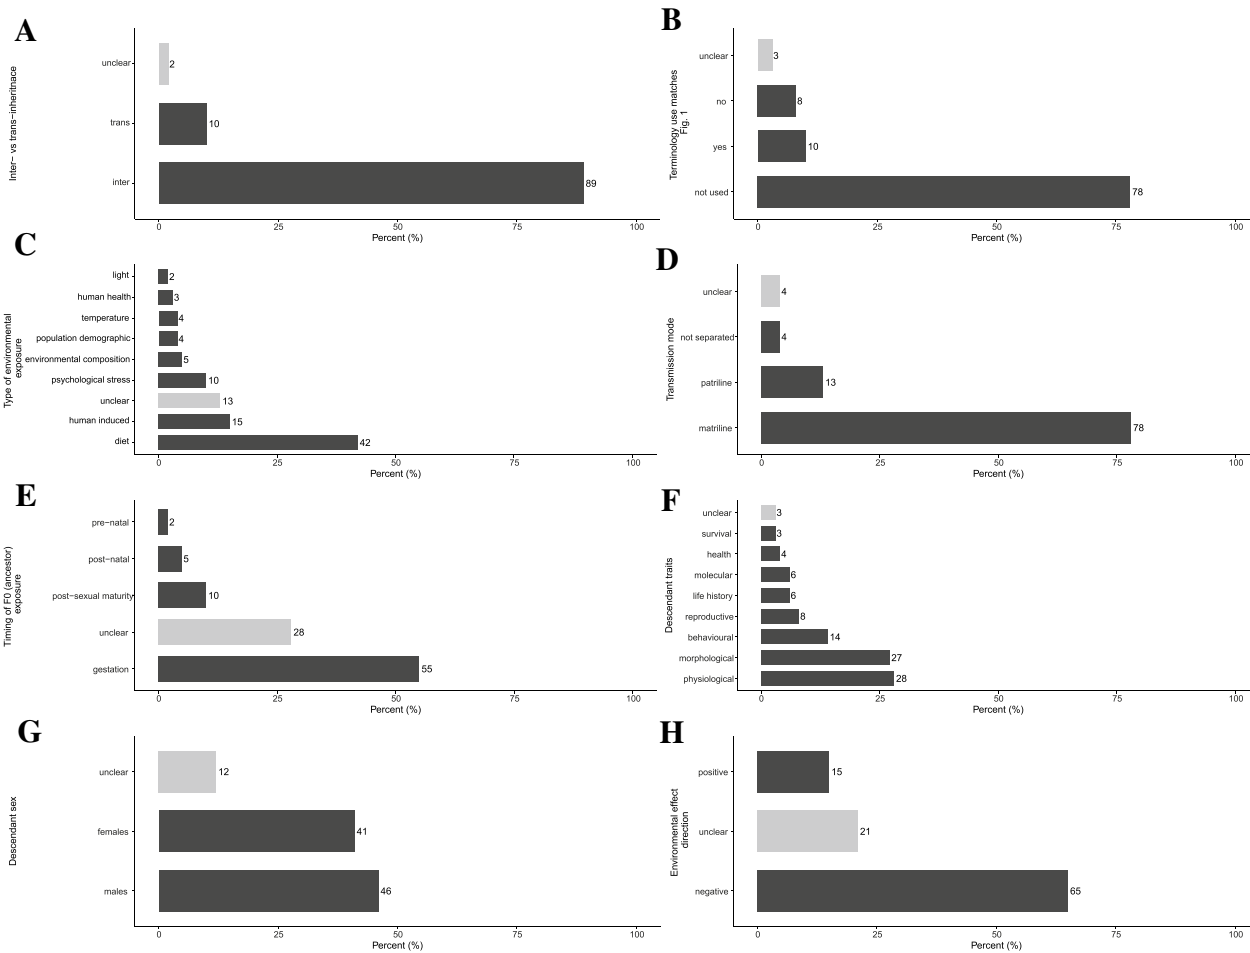 A
Inter− vs trans−inheritnace
unclear
2
trans
10
inter
89
0 25 50 75 100
Percent (%)
B
Terminology use matches
Fig. 1
unclear
3
no
8
yes
10
not used
78
0 25 50 75 100
Percent (%)
C
Type of environmental
exposure
light
2
human health
3
temperature
4
population demographic
4
environmental composition
5
psychological stress
10
unclear
13
human induced
15
diet
42
0 25 50 75 100
Percent (%)
D
Transmission mode
unclear
4
not separated
4
patriline
13
matriline
78
0 25 50 75 100
Percent (%)
E
Timing of F0 (ancestor)
exposure
pre−natal
2
post−natal
5
post−sexual maturity
10
unclear
28
gestation
55
0 25 50 75 100
Percent (%)
F
Descendant traits
unclear
3
survival
3
health
4
molecular
6
life history
6
reproductive
8
behavioural
14
morphological
27
physiological
28
0 25 50 75 100
Percent (%)
G
Descendant sex
unclear
12
females
41
males
46
0 25 50 75 100
Percent (%)
H
Environmental effect
direction
positive
15
unclear
21
negative
65
0 25 50 75 100
Percent (%)